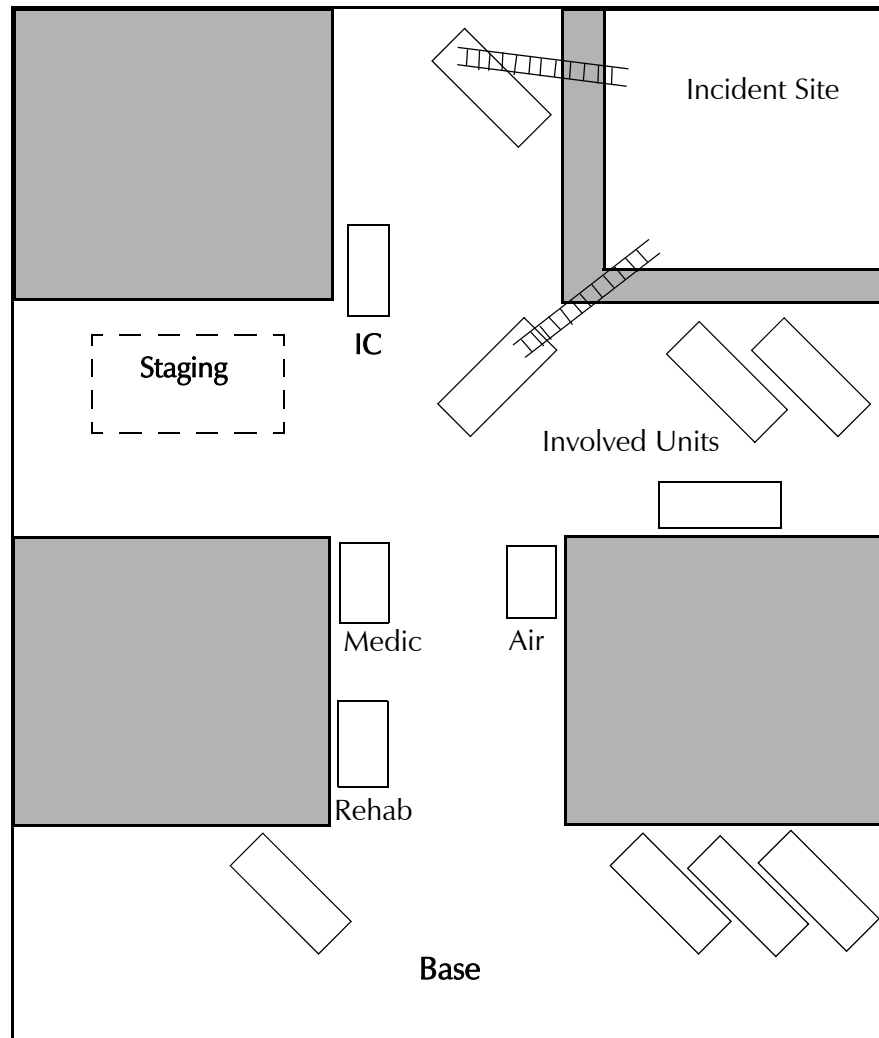 Incident Site
IC
Staging
Involved Units
Medic
Air
Rehab
Base